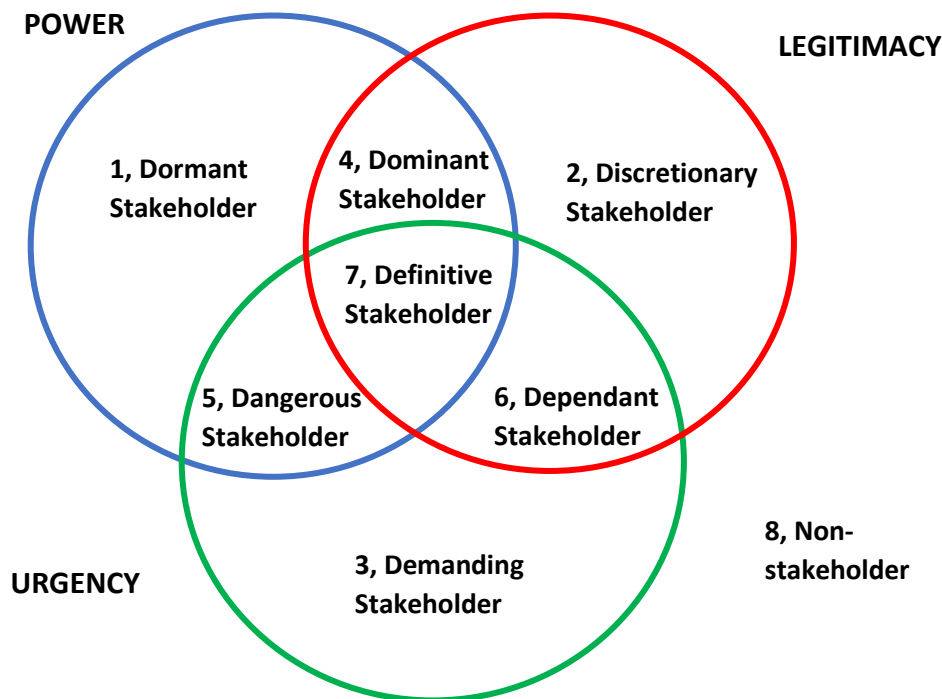 POWER
LEGITIMACY
1, Dormant
Stakeholder
4, Dominant
Stakeholder
2, Discretionary
Stakeholder
7, Definitive
Stakeholder
5, Dangerous
Stakeholder
6, Dependant
Stakeholder
URGENCY
3, Demanding
Stakeholder
8, Non-
stakeholder